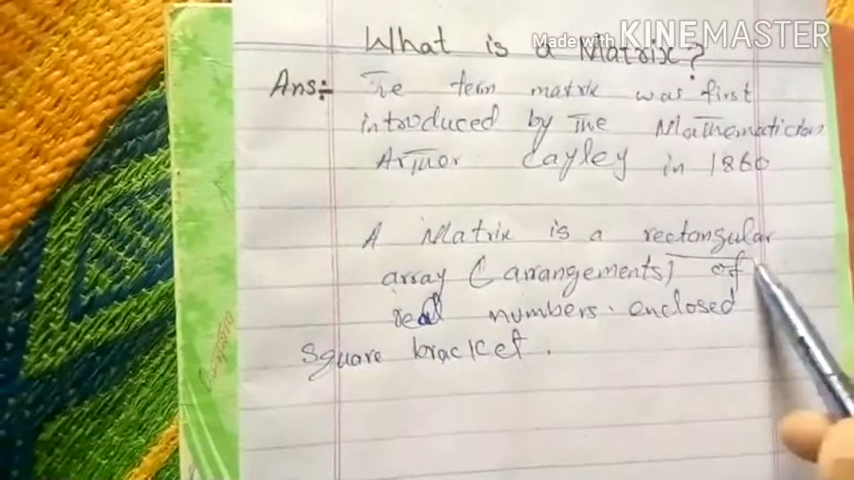 Made with KINEMASTER
What is a Matrix?
Ans:- The term matrix was first
introduced by The Mathematician
Arthur Cayley in 1860
A Matrix is a rectangular
array (arrangements) of
real numbers. enclosed
Square bracket.